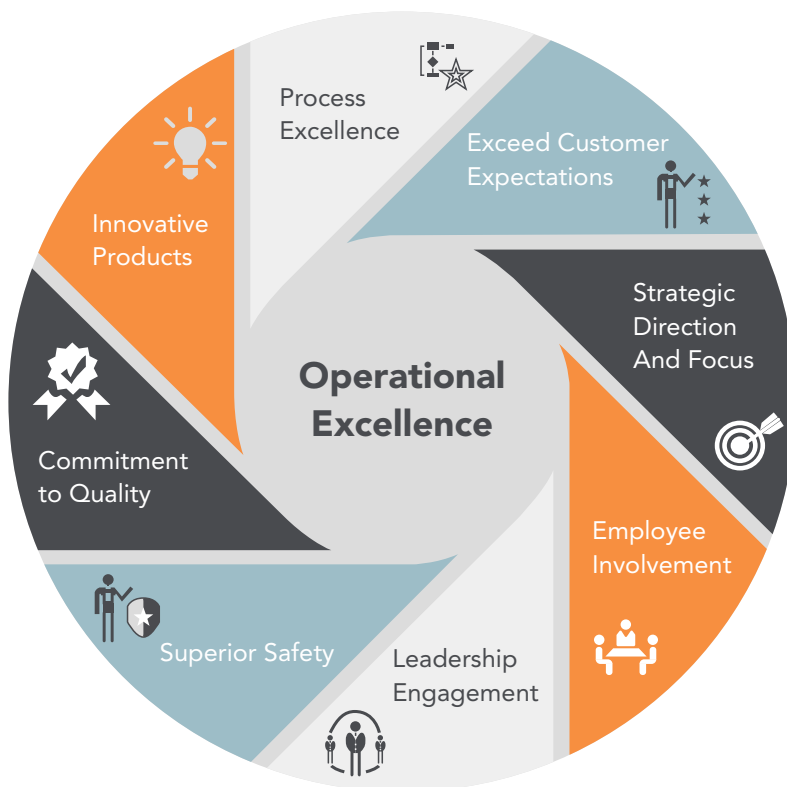 Process
Excellence
Exceed Customer
Expectations
Strategic
Direction
And Focus
Employee
Involvement
Leadership
Engagement
Superior Safety
Commitment
to Quality
Innovative
Products
Operational
Excellence